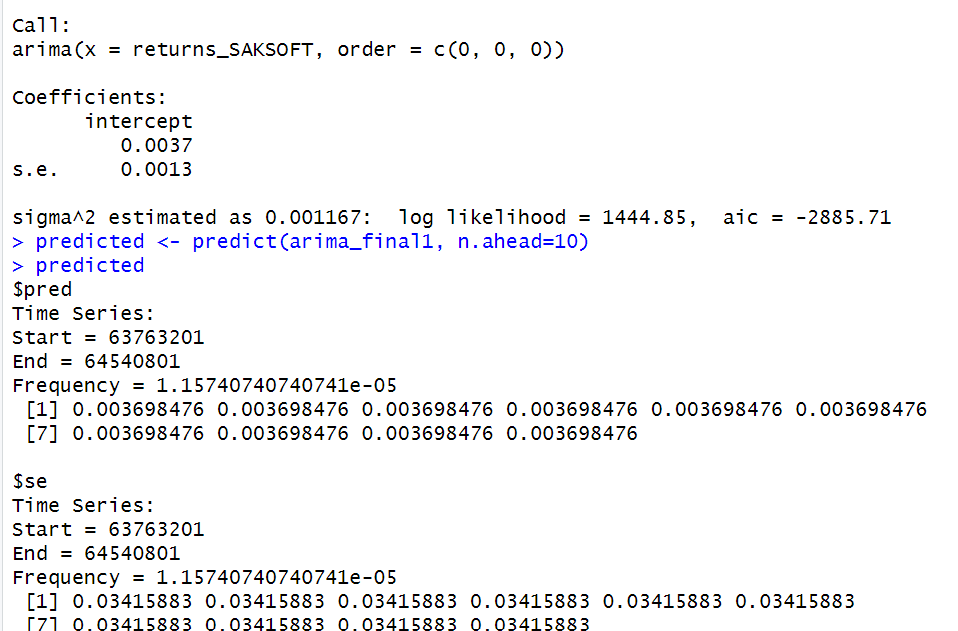 Call:
arima(x = returns_SAKSOFT, order = c(0, 0, 0))
Coefficients:
intercept
0.0037
s.e. 0.0013
sigma^2 estimated as 0.001167: log likelihood = 1444.85, aic = -2885.71
> predicted <- predict(arima_final1, n.ahead=10)
> predicted
$pred
Time Series:
Start = 63763201
End = 64540801
Frequency = 1.15740740740741e-05
[1] 0.003698476 0.003698476 0.003698476 0.003698476 0.003698476 0.003698476
[7] 0.003698476 0.003698476 0.003698476 0.003698476
$se
Time Series:
Start = 63763201
End = 64540801
Frequency = 1.15740740740741e-05
[1] 0.03415883 0.03415883 0.03415883 0.03415883 0.03415883 0.03415883
[7] 0.03415883 0.03415883 0.03415883 0.03415883